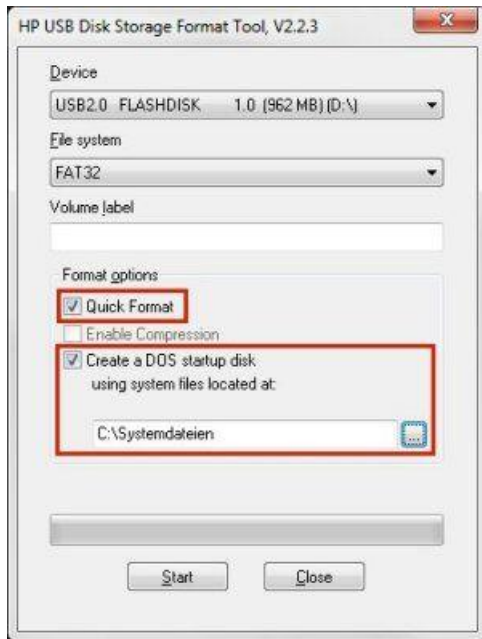 HP USB Disk Storage Format Tool, V2.2.3
Device
USB2.0 FLASHDISK 1.0 (962 MB) (D:\)
File system
FAT32
Volume label
Format options
Quick Format
Enable Compression
Create a DOS startup disk
using system files located at:
C:\Systemdateien
...
Start
Close